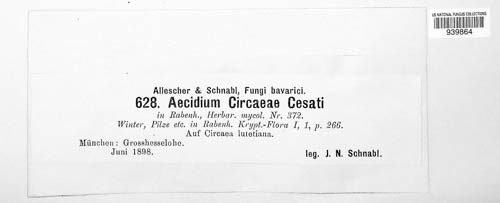 US NATIONAL FUNGUS COLLECTIONS
939864
Allescher & Schnabl, Fungi bavarici.
628. Aecidium Circaeae Cesati
in Rabenh., Herbar. mycol. Nr. 372.
Winter, Pilze etc. in Rabenh. Krypt.-Flora I, 1, p. 266.
Auf Circaea lutetiana.
München: Grosshesselohe.
Juni 1898.
leg. J. N. Schnabl.